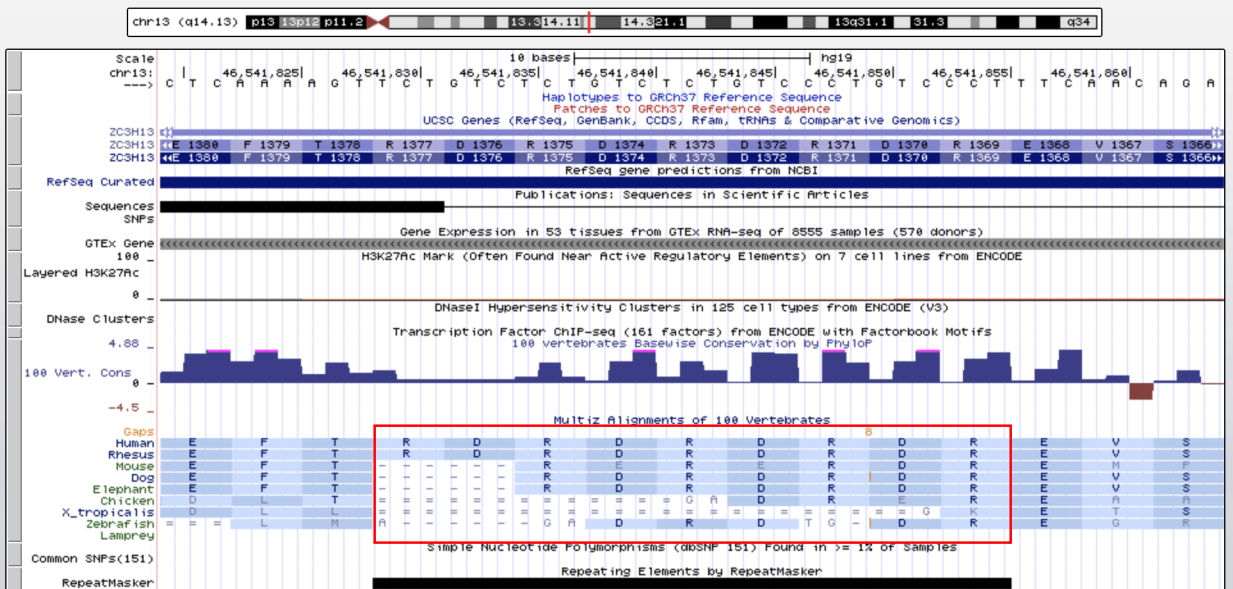 chr13 (q14.13) p13 13p12 p11.2 13.3 14.11 14.3 21.1 13q31.1 31.3 q34
Scale 10 bases hg19
chr13: 46,541,825 46,541,830 46,541,835 46,541,840 46,541,845 46,541,850 46,541,855 46,541,860
---> C T C A A A A G T T C T G T C T C T G T C T C T G T C C C T G T C C C T T T C A A C A G A
Haplotypes to GRCh37 Reference Sequence
Patches to GRCh37 Reference Sequence
UCSC Genes (RefSeq, GenBank, CCDS, Rfam, tRNAs & Comparative Genomics)
ZC3H13
ZC3H13 E 1380 F 1379 T 1378 R 1377 D 1376 R 1375 D 1374 R 1373 D 1372 R 1371 D 1370 R 1369 E 1368 V 1367 S 1366
ZC3H13 E 1380 F 1379 T 1378 R 1377 D 1376 R 1375 D 1374 R 1373 D 1372 R 1371 D 1370 R 1369 E 1368 V 1367 S 1366
RefSeq gene predictions from NCBI
RefSeq Curated
Publications: Sequences in Scientific Articles
Sequences
SNPs
Gene Expression in 53 tissues from GTEx RNA-seq of 8555 samples (570 donors)
GTEx Gene
H3K27Ac Mark (Often Found Near Active Regulatory Elements) on 7 cell lines from ENCODE
100 _
Layered H3K27Ac
0 _
DNaseI Hypersensitivity Clusters in 125 cell types from ENCODE (V3)
DNase Clusters
Transcription Factor ChIP-seq (161 factors) from ENCODE with Factorbook Motifs
100 vertebrates Basewise Conservation by PhyloP
4.88 _
100 Vert. Cons
0 _
-4.5 _
Multiz Alignments of 100 Vertebrates
Gaps 8
Human E F T R D R D R D R D R E V S
Rhesus E F T R D R D R D R D R E V S
Mouse E F T - - - - - - R E R E R D R E M P
Dog E F T - - - - - - R D R D R D R E V S
Elephant E F T - - - - - - R D R D R D R E V S
Chicken D L T = = = = = = = = = = = = = G A D R E R E A A
X_tropicalis D L L = = = = = = = = = = = = = = = = = = = = = = = G K E T S
Zebrafish = = = L M A - - - - - - G A D R D T G - D R E G R
Lamprey
Simple Nucleotide Polymorphisms (dbSNP 151) Found in >= 1% of Samples
Common SNPs(151)
Repeating Elements by RepeatMasker
RepeatMasker